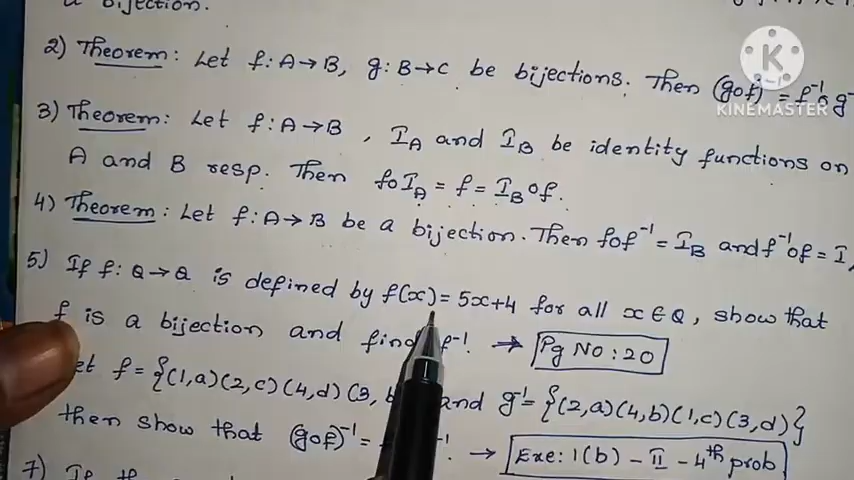 a bijection.
2) Theorem: Let f: A→B, g: B→C be bijections. Then (gof)⁻¹ = f⁻¹o g⁻
KINEMASTER
3) Theorem: Let f: A→B, I_A and I_B be identity functions on
A and B resp. Then foI_A = f = I_B of.
4) Theorem: Let f: A→B be a bijection. Then fof⁻¹ = I_B and f⁻¹of = I
5) If f: Q→Q is defined by f(x) = 5x+4 for all x∈Q, show that
f is a bijection and find f⁻¹. → Pg No: 20
f = {(1,a)(2,c)(4,d)(3, and g⁻¹ = {(2,a)(4,b)(1,c)(3,d)}
then show that (gof)⁻¹ = → Exe: 1(b) - II - 4th prob
7) If